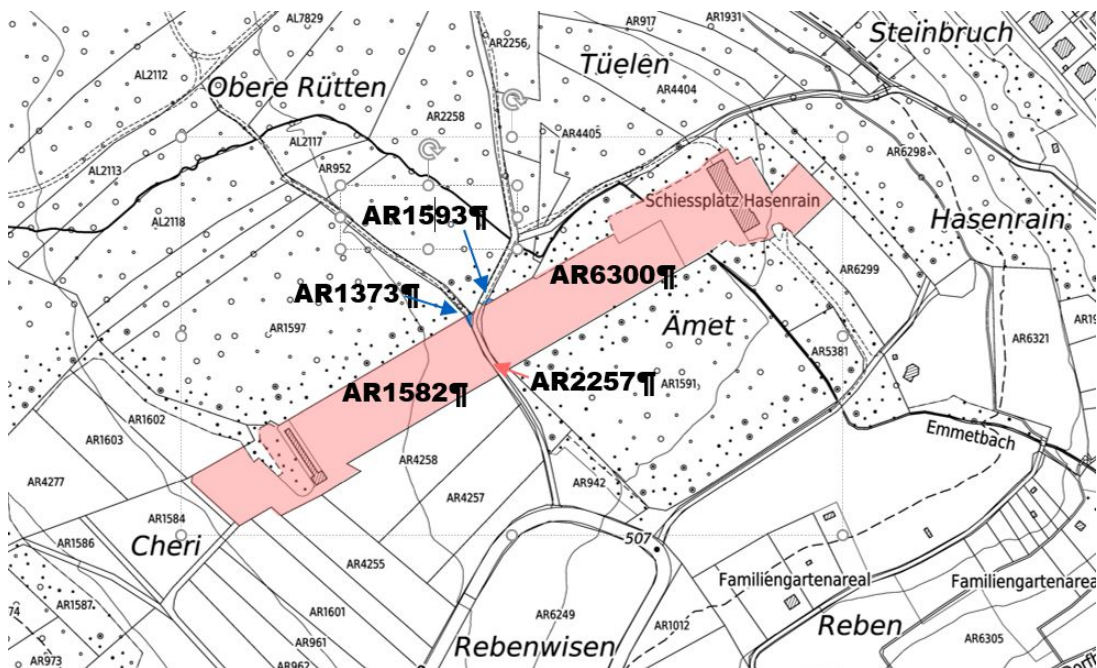 AL7829
AR917
AR1931
Steinbruch
AR2256
Tüelen
AL2112
Obere Rütten
AR4404
AR2258
AR4405
AL2117
AR6298
AL2113
AR952
Schiessplatz Hasenrain
AR1593¶
AL2118
Hasenrain
AR6300¶
AR6299
AR1373¶
AR1597
Ämet
AR6321
AR5381
AR2257¶
AR1591
AR1582¶
AR1602
AR1603
Emmetbach
AR4258
AR4277
AR942
AR4257
AR1584
Cheri
507
AR1586
AR4255
Familiengartenareal
Familiengartenarea
AR1587
AR1601
AR6249
AR1012
Reben
AR961
Rebenwisen
AR6305
AR973
AR962